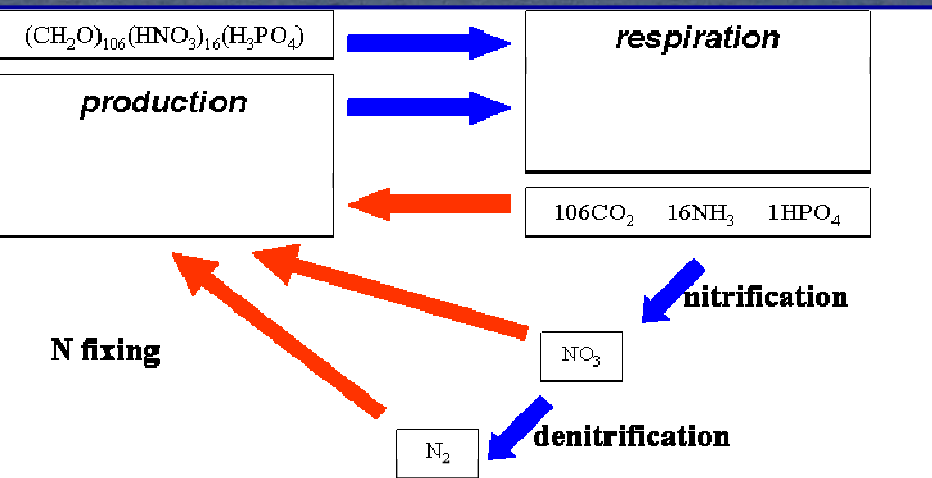 (CH₂O)₁₀₆(HNO₃)₁₆(H₃PO₄)
production
respiration
106CO₂ 16NH₃ 1HPO₄
nitrification
NO₃
N fixing
denitrification
N₂